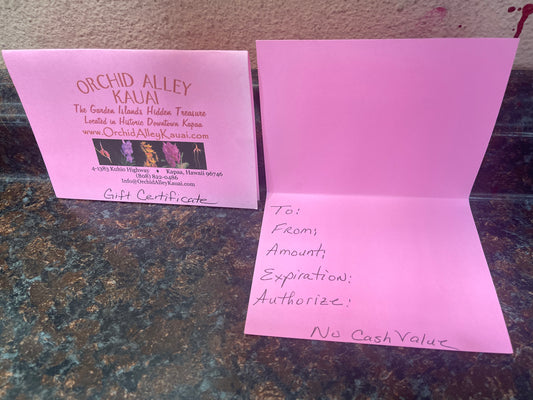 ORCHID ALLEY
KAUAI
The Garden Island's Hidden Treasure
Located in Historic Downtown Kapaa
www.OrchidAlleyKauai.com
4-1383 Kuhio Highway • Kapaa, Hawaii 96746
(808) 822-0486
Info@OrchidAlleyKauai.com
Gift Certificate
To:
From;
Amount;
Expiration:
Authorize:
No Cash Value